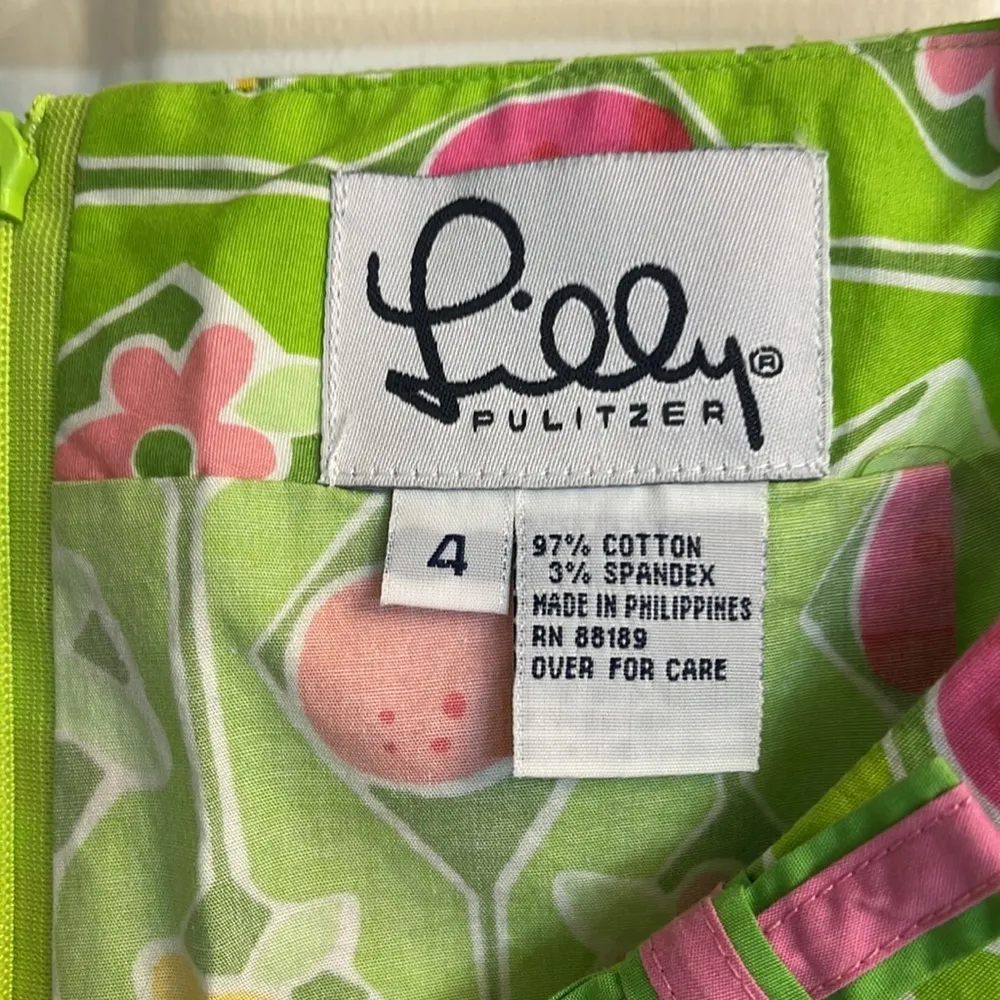 Lilly®
PULITZER
4
97% COTTON
3% SPANDEX
MADE IN PHILIPPINES
RN 88189
OVER FOR CARE